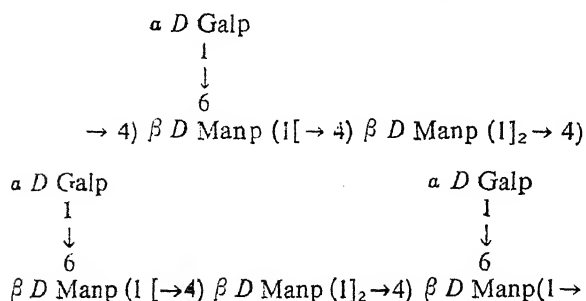 α D Galp
1
↓
6
→ 4) β D Manp (1[ → 4) β D Manp (1]₂ → 4)
α D Galp α D Galp
1 1
↓ ↓
6 6
β D Manp (1 [→4) β D Manp (1]₂→4) β D Manp(1→